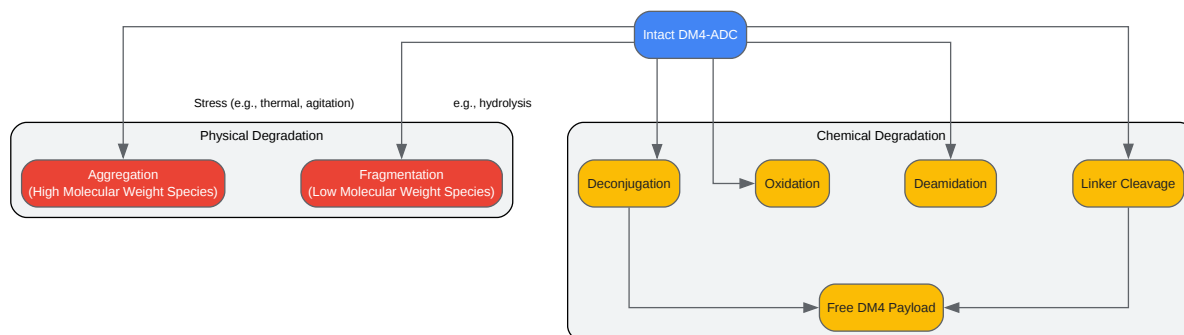 Intact DM4-ADC
Stress (e.g., thermal, agitation)
e.g., hydrolysis
Physical Degradation
Chemical Degradation
Aggregation
(High Molecular Weight Species)
Fragmentation
(Low Molecular Weight Species)
Deconjugation
Oxidation
Deamidation
Linker Cleavage
Free DM4 Payload